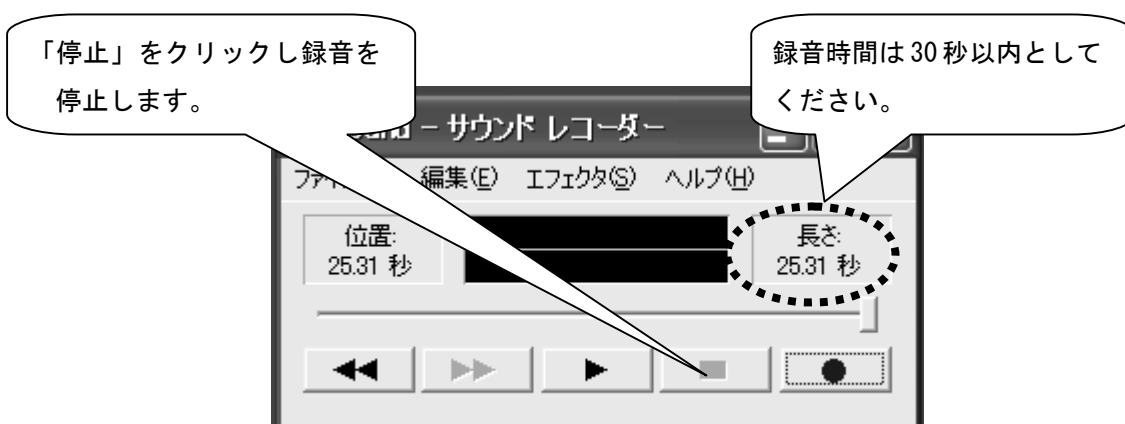 「停止」をクリックし録音を
停止します。
録音時間は30秒以内として
ください。
– サウンド レコーダー
編集(E) エフェクタ(S) ヘルプ(H)
位置:
25.31 秒
長さ:
25.31 秒